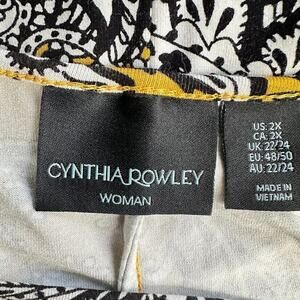 CYNTHIA ROWLEY
WOMAN
US: 2X
CA: 2X
UK: 22/24
EU: 48/50
AU: 22/24
MADE IN
VIETNAM